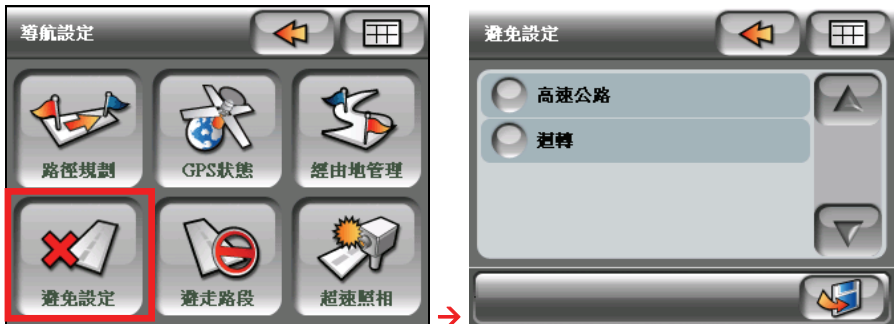 導航設定
路徑規劃
GPS狀態
經由地管理
避免設定
避走路段
超速照相
→
避免設定
高速公路
迴轉